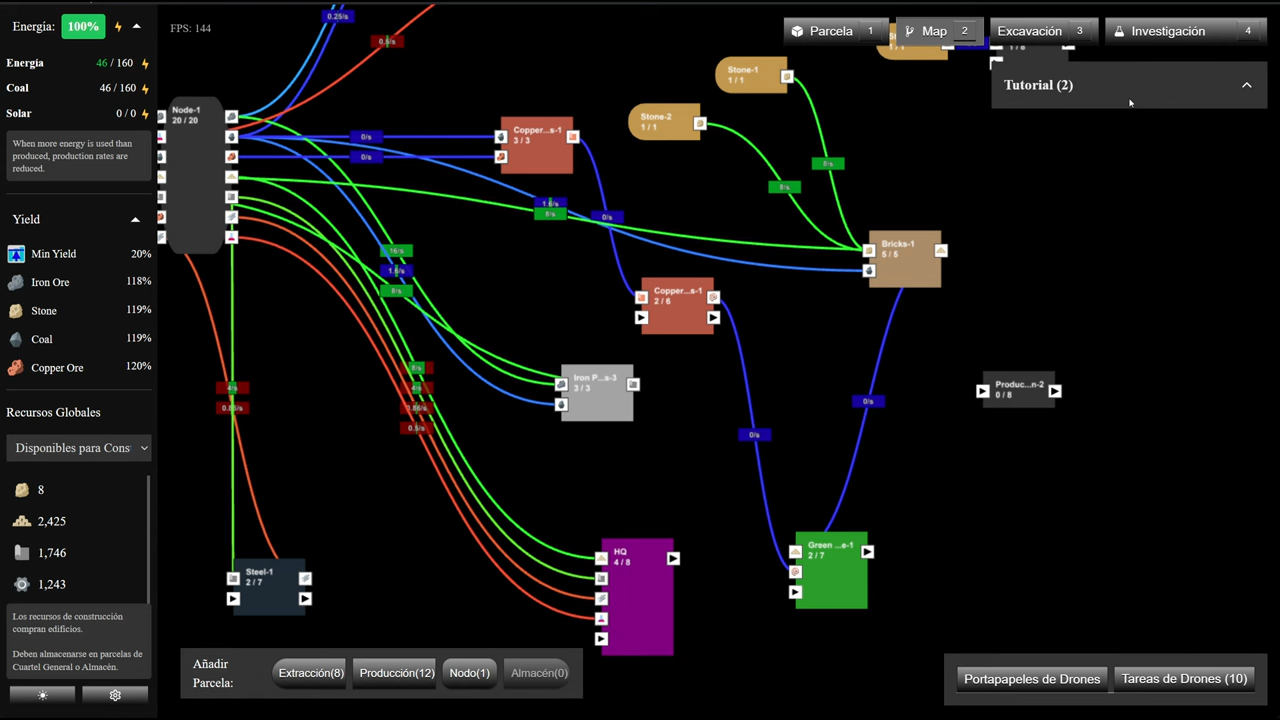 Energía: 100%
FPS: 144
Energía 46 / 160
Coal 46 / 160
Solar 0 / 0
When more energy is used than
produced, production rates are
reduced.
Yield
Min Yield 20%
Iron Ore 118%
Stone 119%
Coal 119%
Copper Ore 120%
Recursos Globales
Disponibles para Cons
8
2,425
1,746
1,243
Los recursos de construcción
compran edificios.
Deben almacenarse en parcelas de
Cuartel General o Almacén.
Parcela 1
Map 2
Excavación 3
Investigación 4
Tutorial (2)
0.25/s
Node-1
20 / 20
0/s
0/s
Copper...s-1
3 / 3
Stone-1
1 / 1
Stone-2
1 / 1
8/s
8/s
0/s
Bricks-1
5 / 5
Copper...s-1
2 / 6
Iron P...s-3
3 / 3
16/s
8/s
4/s
0/s
0/s
Produc...n-2
0 / 8
Steel-1
2 / 7
HQ
4 / 8
Green ...e-1
2 / 7
Añadir
Parcela:
Extracción(8)
Producción(12)
Nodo(1)
Almacén(0)
Portapapeles de Drones
Tareas de Drones (10)